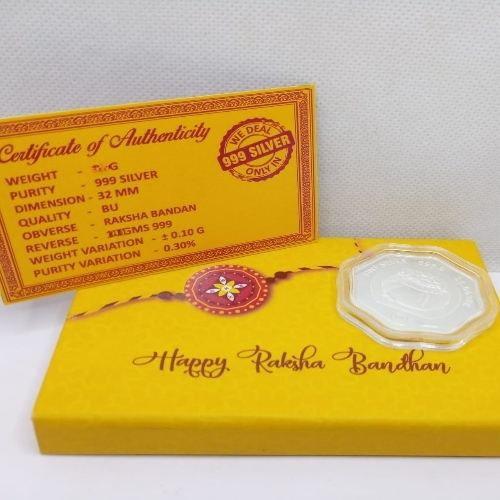 Certificate of Authenticity
WEIGHT - G
PURITY - 999 SILVER
DIMENSION - 32 MM
QUALITY - BU
OBVERSE - RAKSHA BANDAN
REVERSE - GMS 999
WEIGHT VARIATION - ± 0.10 G
PURITY VARIATION - 0.30%
WE DEAL
999 SILVER
ONLY IN
Happy Raksha Bandhan